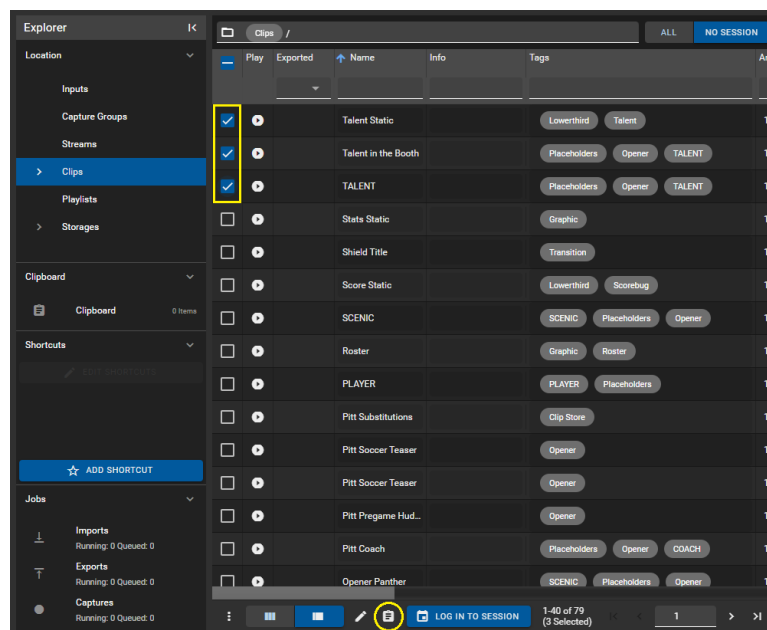 Explorer
Clips /
ALL
NO SESSION
Location
Play Exported Name Info Tags
Inputs
Capture Groups
Streams
Clips
Playlists
Storages
Clipboard
Clipboard 0 Items
Shortcuts
EDIT SHORTCUTS
ADD SHORTCUT
Jobs
Imports
Running: 0 Queued: 0
Exports
Running: 0 Queued: 0
Captures
Running: 0 Queued: 0
Talent Static Lowerthird Talent
Talent in the Booth Placeholders Opener TALENT
TALENT Placeholders Opener TALENT
Stats Static Graphic
Shield Title Transition
Score Static Lowerthird Scorebug
SCENIC SCENIC Placeholders Opener
Roster Graphic Roster
PLAYER PLAYER Placeholders
Pitt Substitutions Clip Store
Pitt Soccer Teaser Opener
Pitt Soccer Teaser Opener
Pitt Pregame Hud... Opener
Pitt Coach Placeholders Opener COACH
Opener Panther SCENIC Placeholders Opener
LOG IN TO SESSION
1-40 of 79
(3 Selected)
1